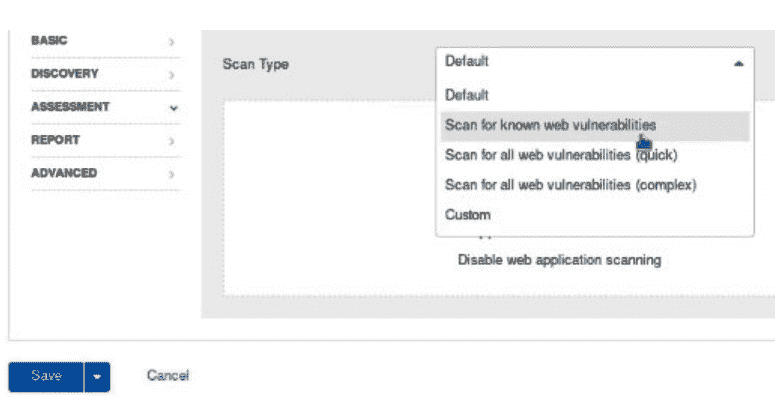 BASIC
DISCOVERY
ASSESSMENT
REPORT
ADVANCED
Scan Type
Default
Default
Scan for known web vulnerabilities
Scan for all web vulnerabilities (quick)
Scan for all web vulnerabilities (complex)
Custom
Disable web application scanning
Save
Cancel